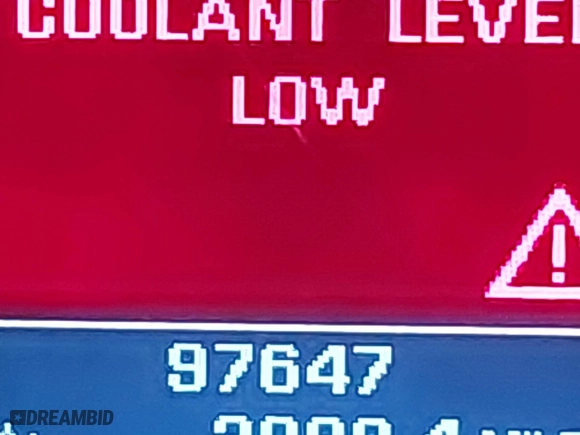 COOLANT LEVEL
LOW
97647
DREAMBID